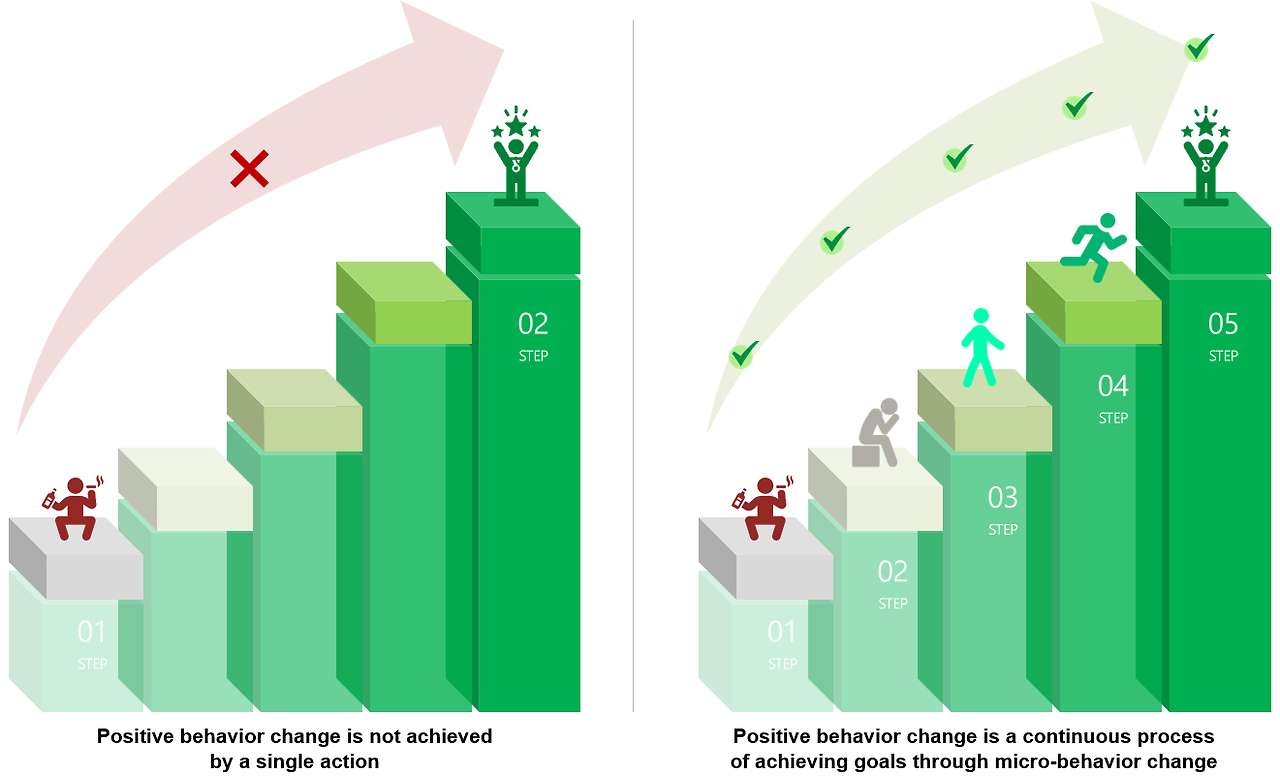 02
STEP
01
STEP
Positive behavior change is not achieved
by a single action
05
STEP
04
STEP
03
STEP
02
STEP
01
STEP
Positive behavior change is a continuous process
of achieving goals through micro-behavior change